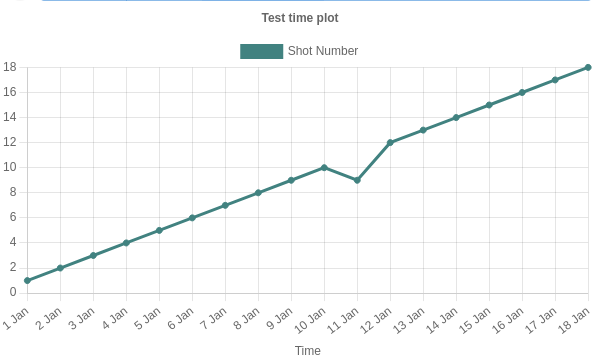 Test time plot
Shot Number
18
16
14
12
10
8
6
4
2
0
1 Jan
2 Jan
3 Jan
4 Jan
5 Jan
6 Jan
7 Jan
8 Jan
9 Jan
10 Jan
11 Jan
12 Jan
13 Jan
14 Jan
15 Jan
16 Jan
17 Jan
18 Jan
Time